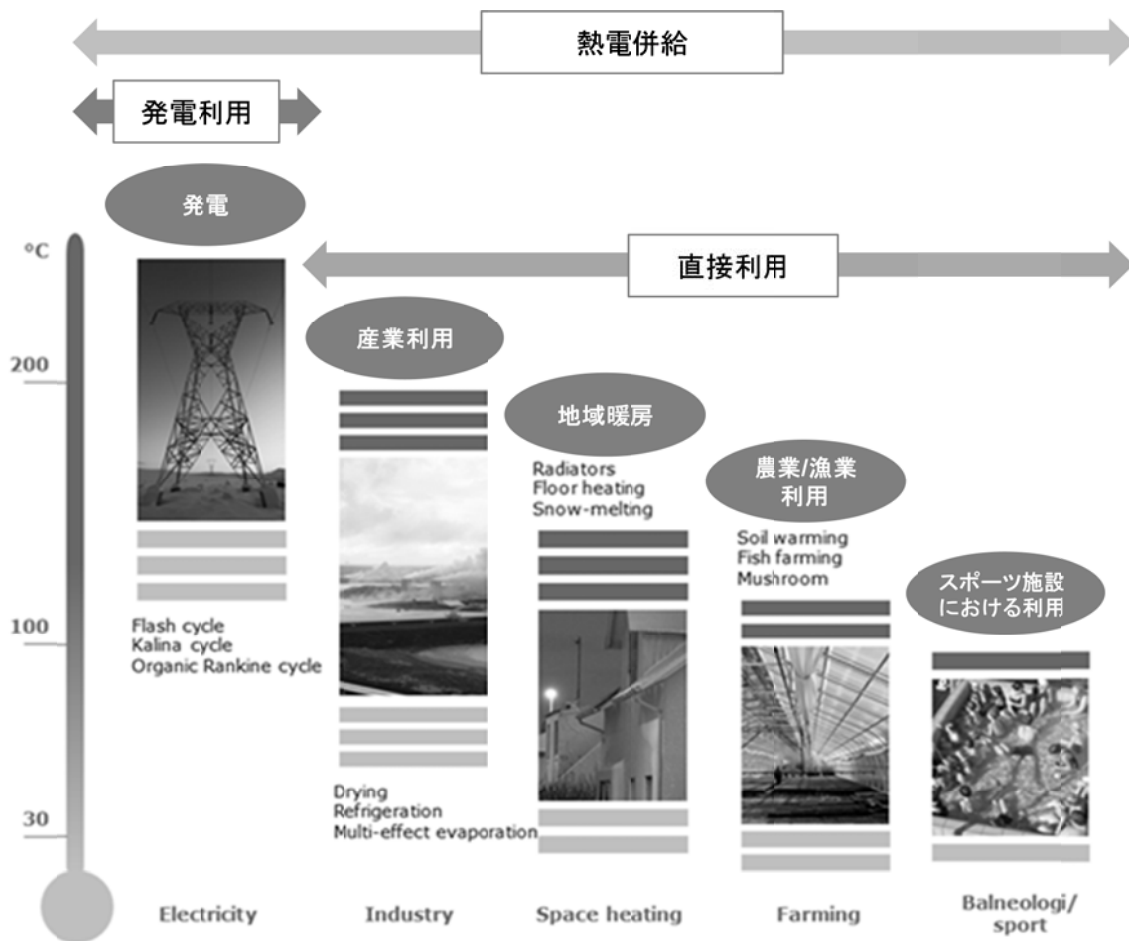 熱電併給
発電利用
発電
°C
直接利用
産業利用
200
地域暖房
Radiators
Floor heating
Snow-melting
農業/漁業
利用
Soil warming
Fish farming
Mushroom
スポーツ施設
における利用
100
Flash cycle
Kalina cycle
Organic Rankine cycle
Drying
Refrigeration
Multi-effect evaporation
30
Electricity
Industry
Space heating
Farming
Balneologi/
sport